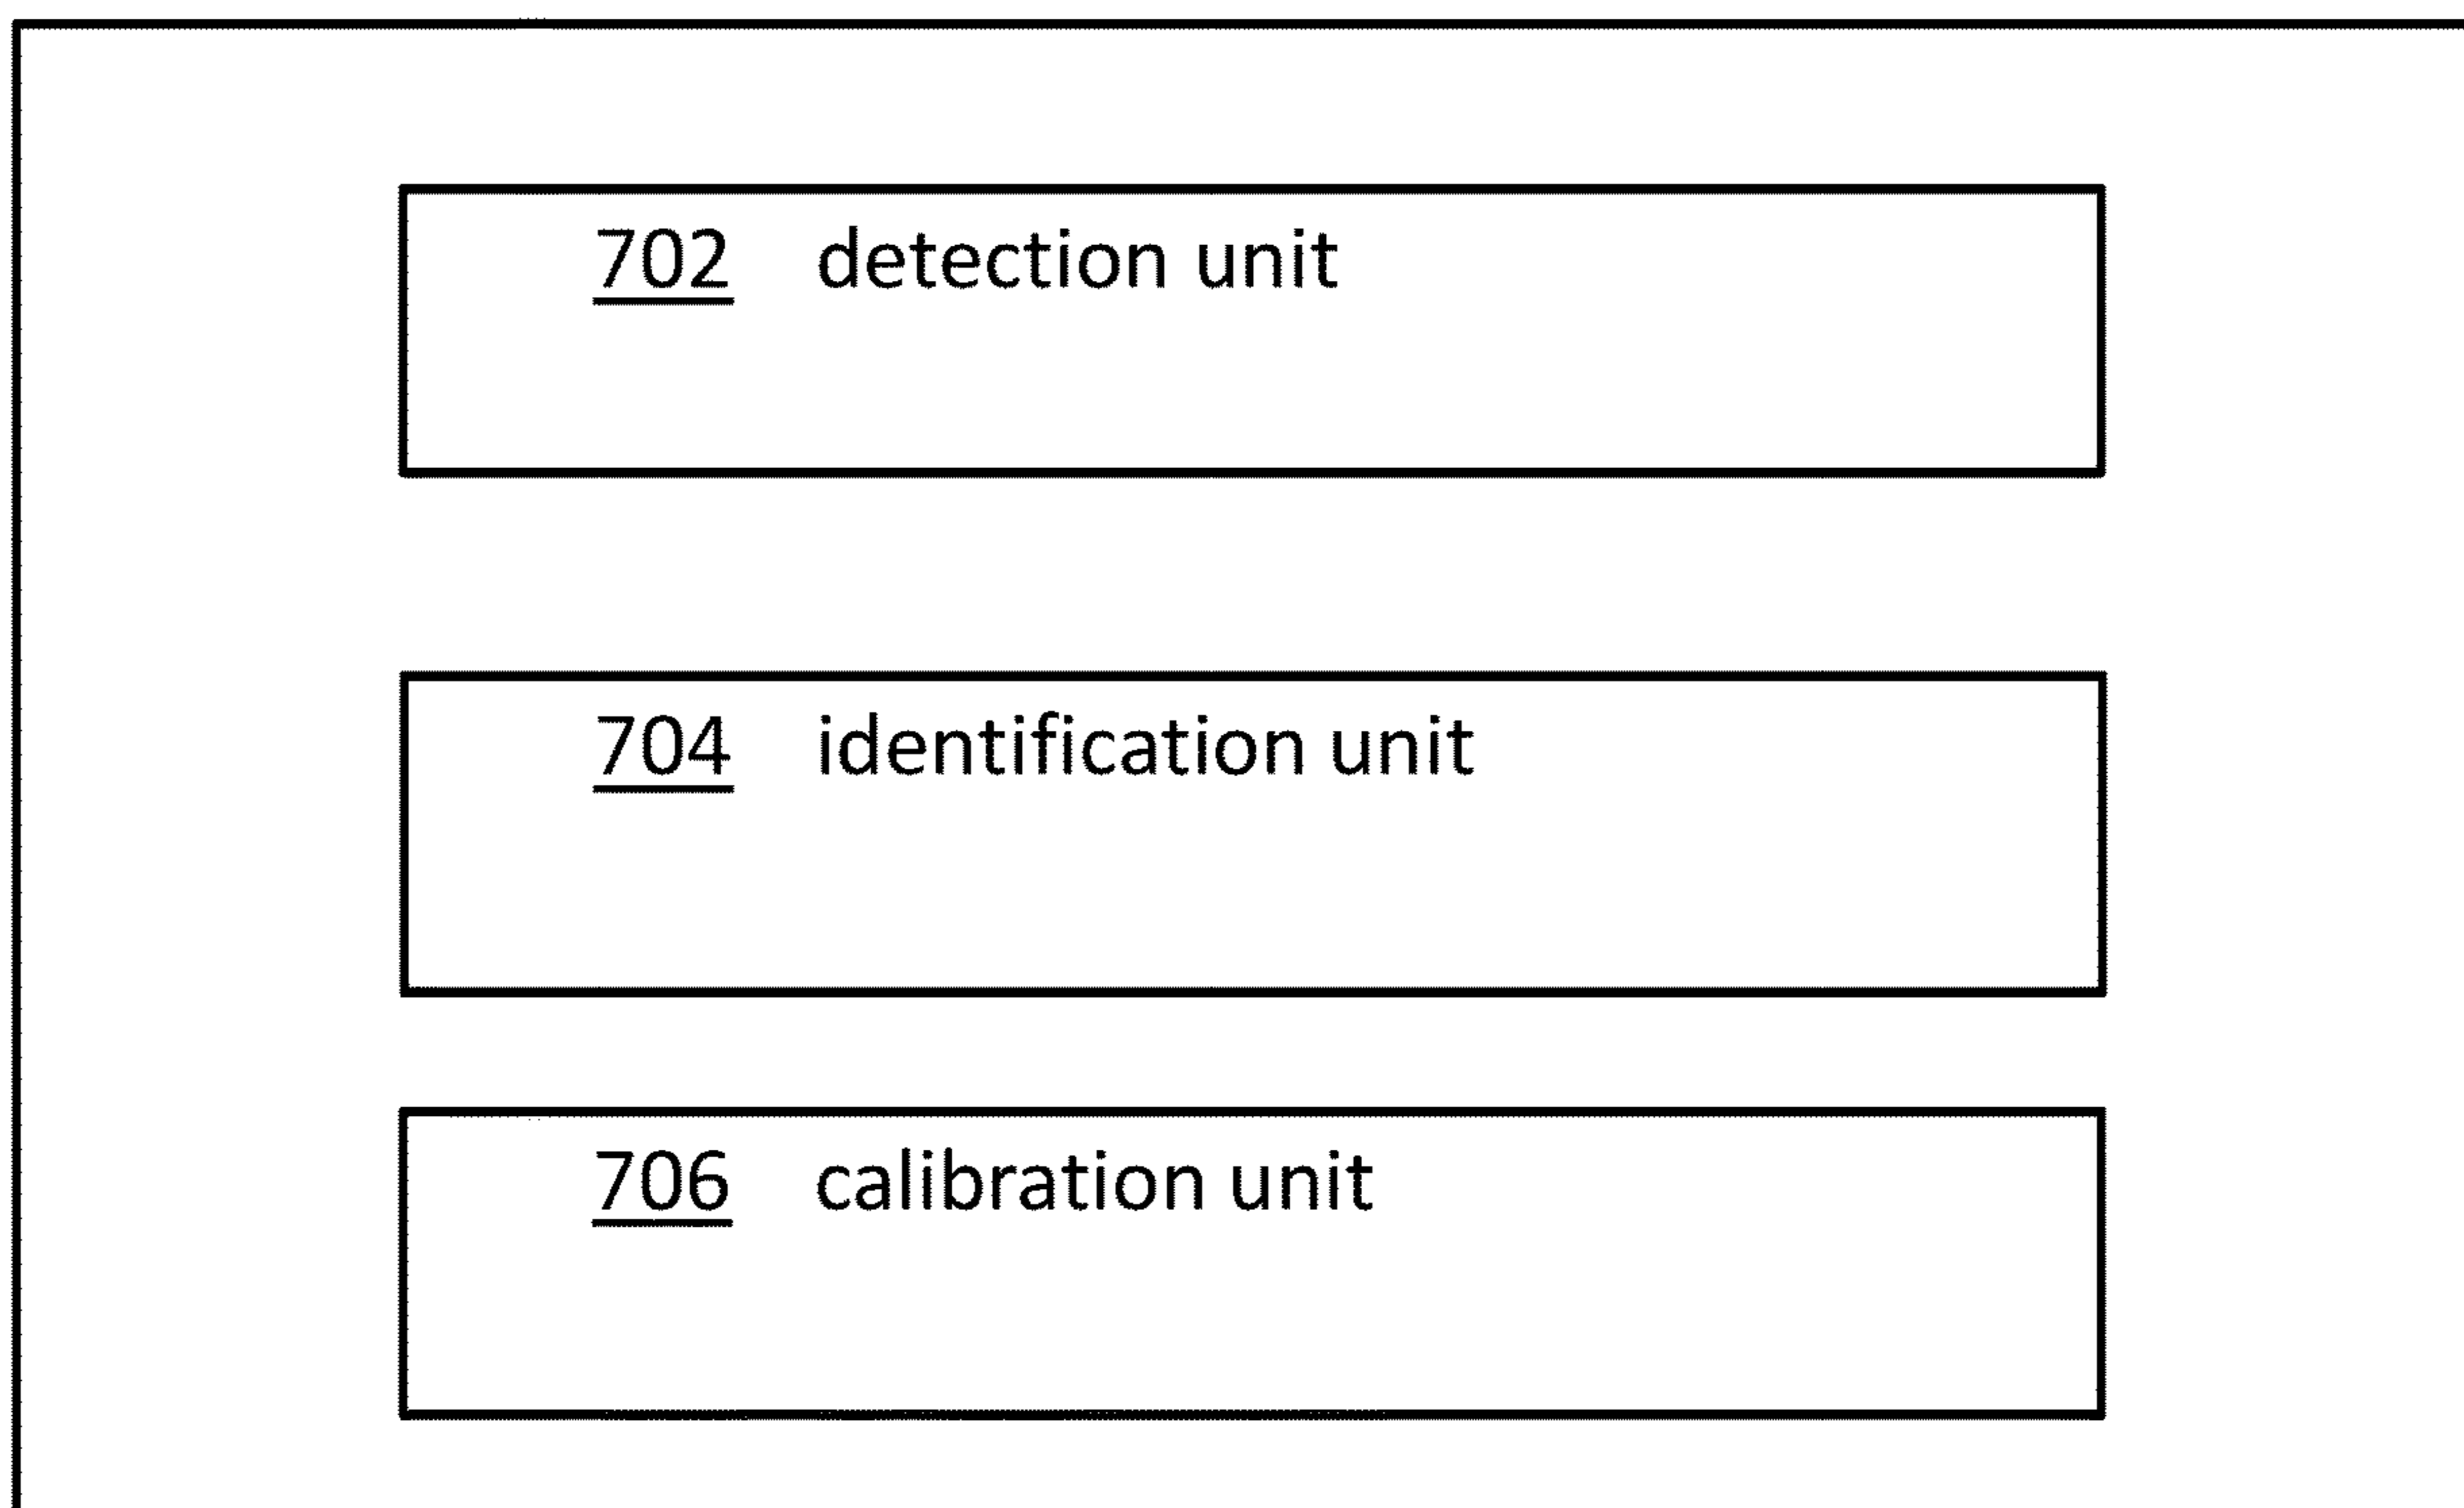 702 detection unit
704 identification unit
706 calibration unit